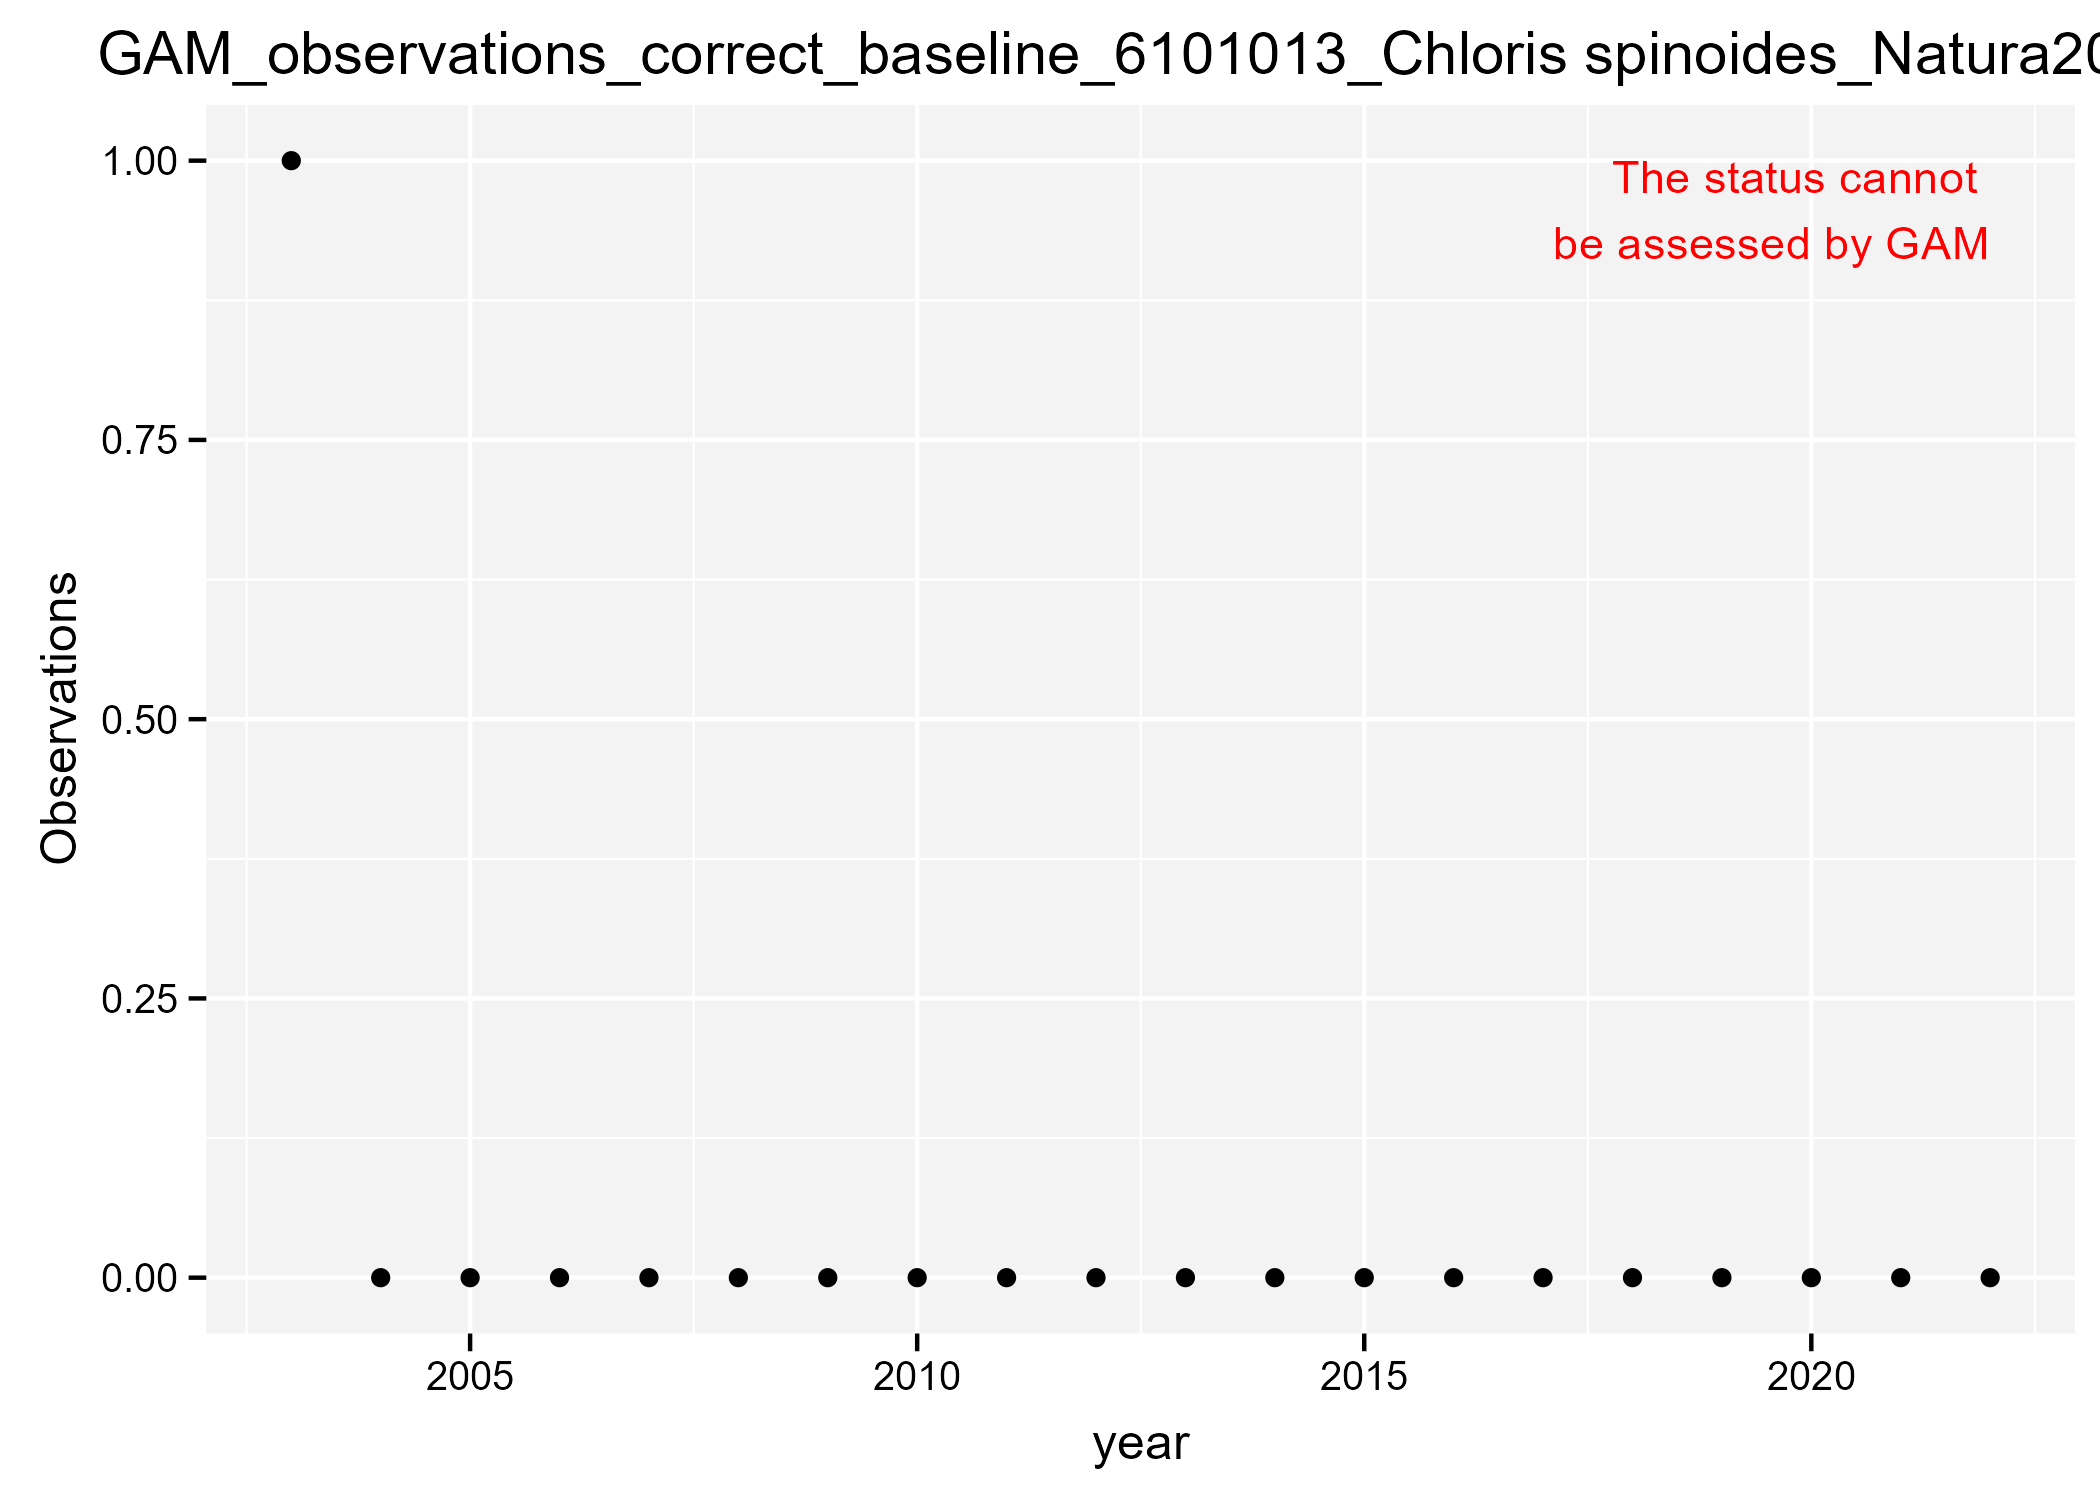 GAM_observations_correct_baseline_6101013_Chloris spinoides_Natura20
1.00
The status cannot
be assessed by GAM
0.75
0.50
0.25
0.00
Observations
2005 2010 2015 2020
year